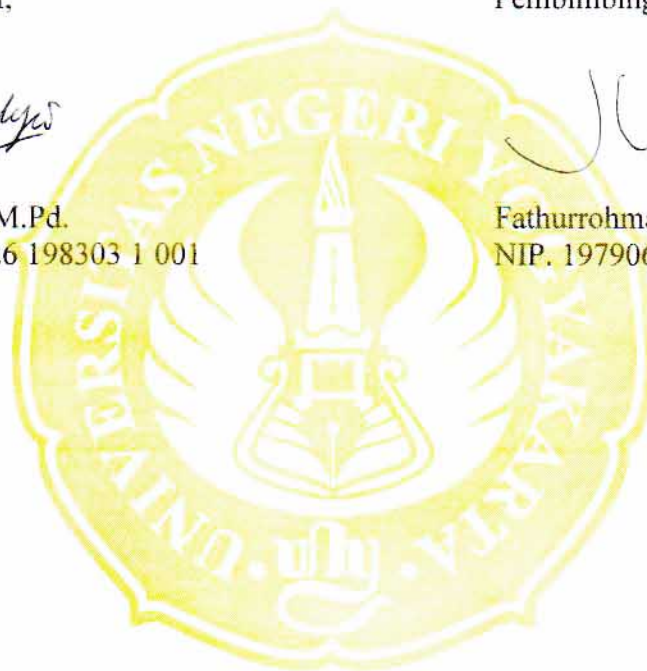 Pembimbing
M.Pd.
6 198303 1 001
Fathurrohma
NIP. 197906
UNIVERSITAS NEGERI YOGYAKARTA
uny